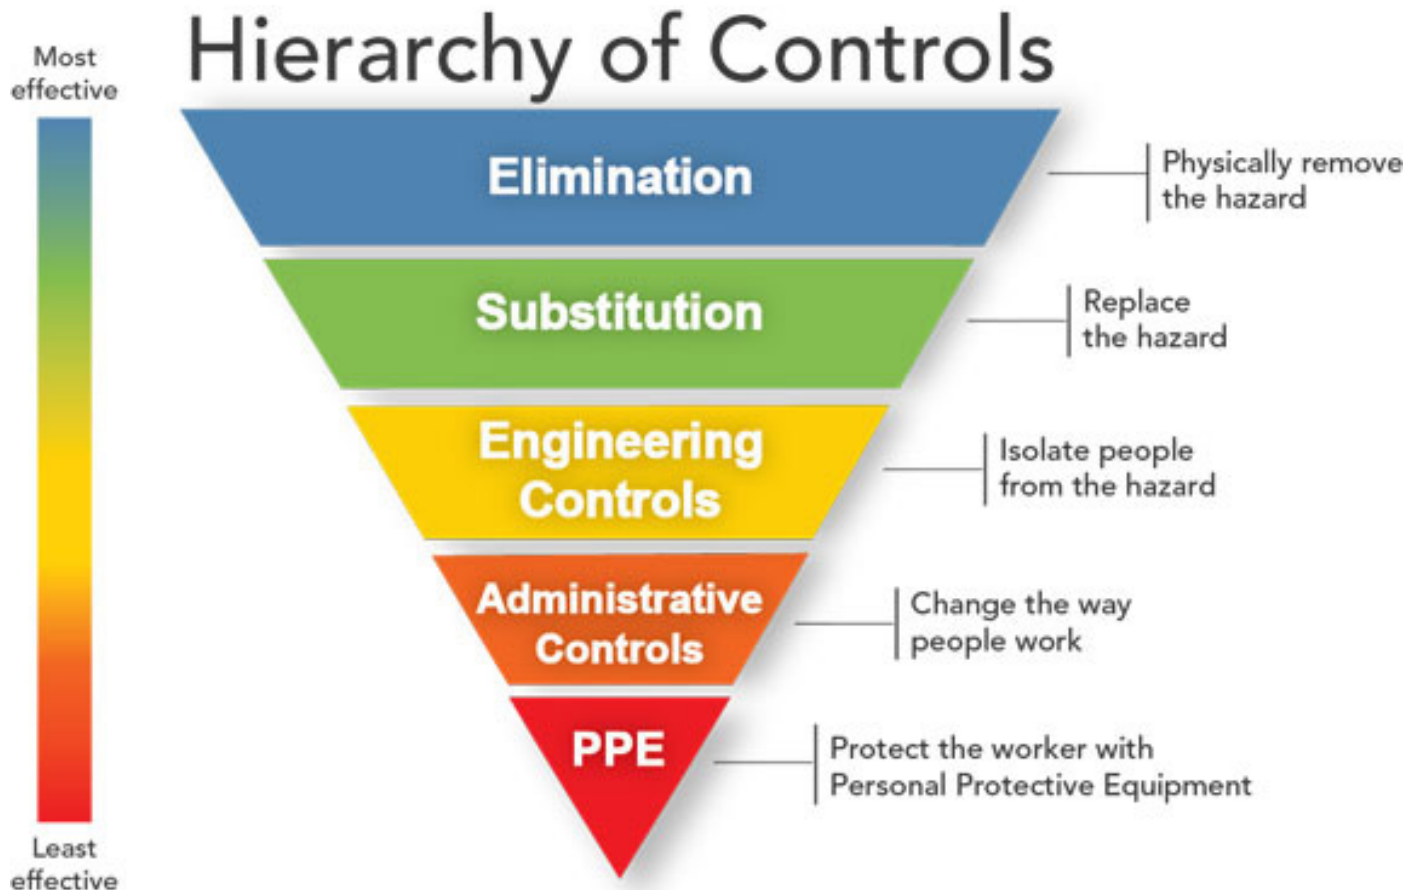 Hierarchy of Controls
Most
effective
Elimination
Physically remove
the hazard
Substitution
Replace
the hazard
Engineering
Controls
Isolate people
from the hazard
Administrative
Controls
Change the way
people work
PPE
Protect the worker with
Personal Protective Equipment
Least
effective